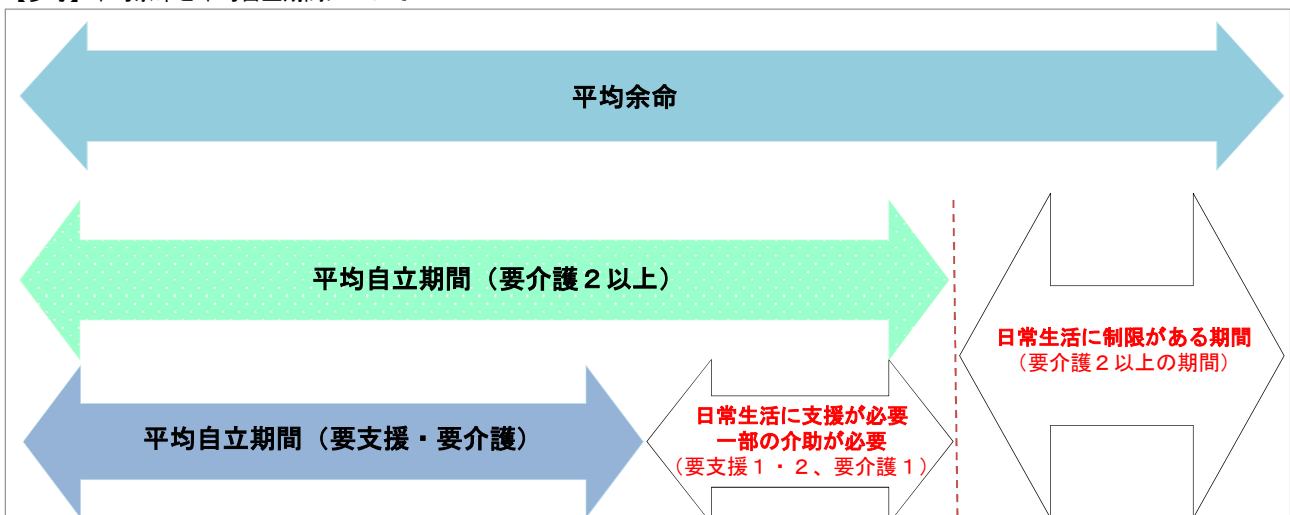 平均余命
平均自立期間（要介護２以上）
日常生活に制限がある期間
（要介護２以上の期間）
平均自立期間（要支援・要介護）
日常生活に支援が必要
一部の介助が必要
（要支援１・２、要介護１）